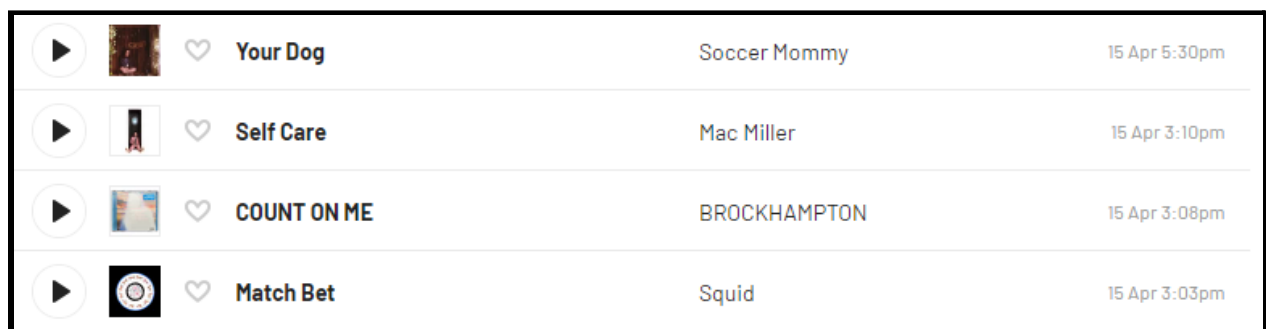 Your Dog Soccer Mommy 15 Apr 5:30pm
Self Care Mac Miller 15 Apr 3:10pm
COUNT ON ME BROCKHAMPTON 15 Apr 3:08pm
Match Bet Squid 15 Apr 3:03pm